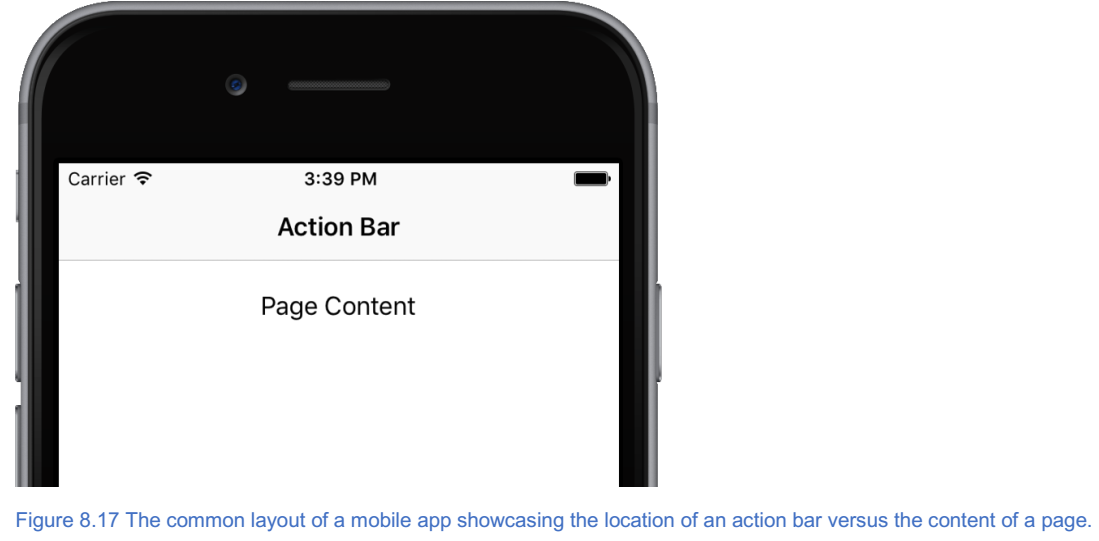 Carrier
3:39 PM
Action Bar
Page Content
Figure 8.17 The common layout of a mobile app showcasing the location of an action bar versus the content of a page.